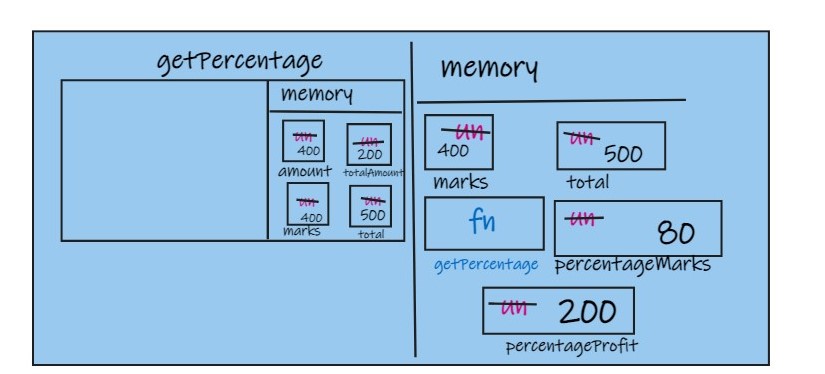 getPercentage
memory
un
400
amount
un
200
totalAmount
un
400
marks
un
500
total
memory
un
400
marks
un
500
total
fn
getPercentage
un
80
percentageMarks
un
200
percentageProfit